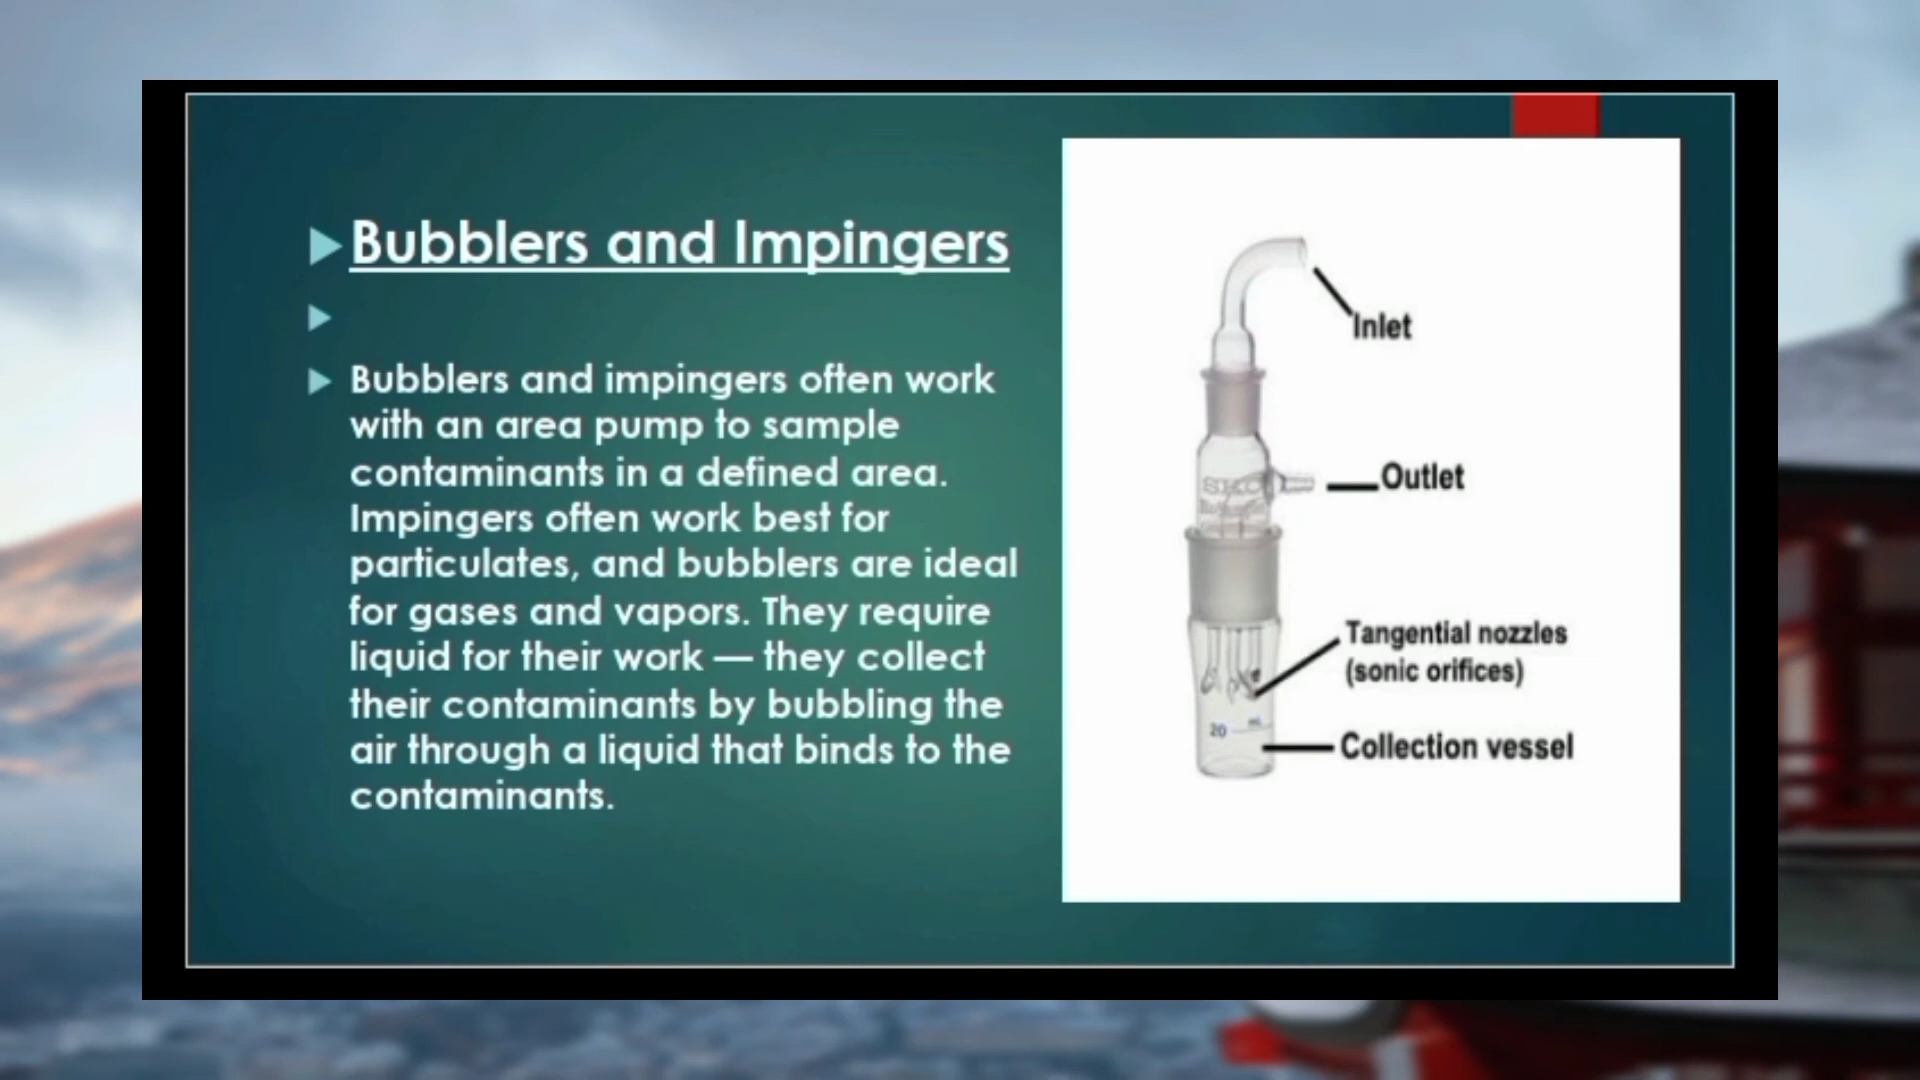 Bubblers and Impingers
Bubblers and impingers often work
with an area pump to sample
contaminants in a defined area.
Impingers often work best for
particulates, and bubblers are ideal
for gases and vapors. They require
liquid for their work — they collect
their contaminants by bubbling the
air through a liquid that binds to the
contaminants.
Inlet
SKC
Outlet
Tangential nozzles
(sonic orifices)
20 mL
Collection vessel